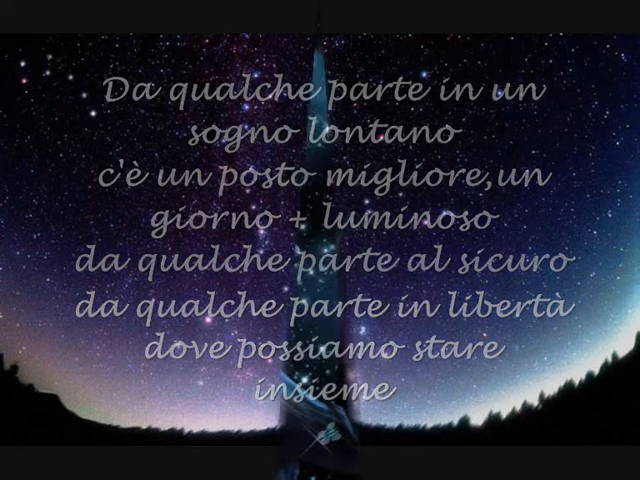 Da qualche parte in un
sogno lontano
c'è un posto migliore,un
giorno + luminoso
da qualche parte al sicuro
da qualche parte in libertà
dove possiamo stare
insieme